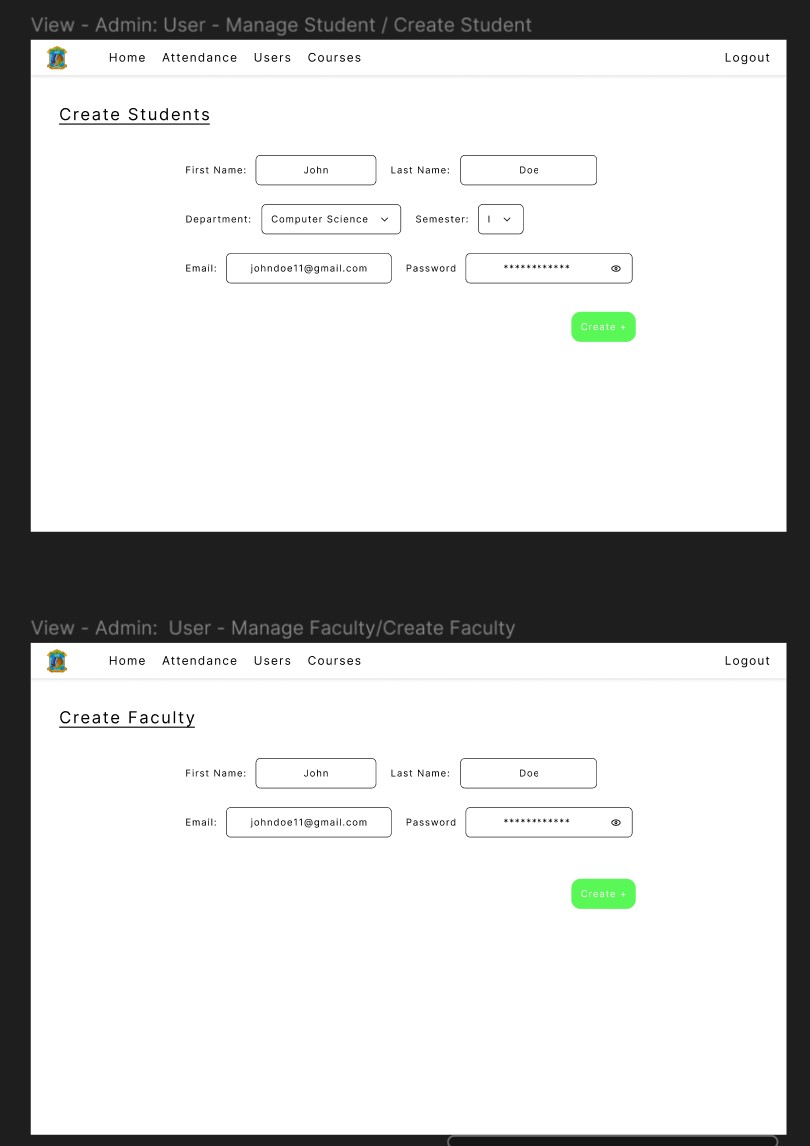 View - Admin: User - Manage Student / Create Student
Home Attendance Users Courses Logout
Create Students
First Name: John Last Name: Doe
Department: Computer Science Semester: I
Email: johndoe11@gmail.com Password ************
Create +
View - Admin:  User - Manage Faculty/Create Faculty
Home Attendance Users Courses Logout
Create Faculty
First Name: John Last Name: Doe
Email: johndoe11@gmail.com Password ************
Create +